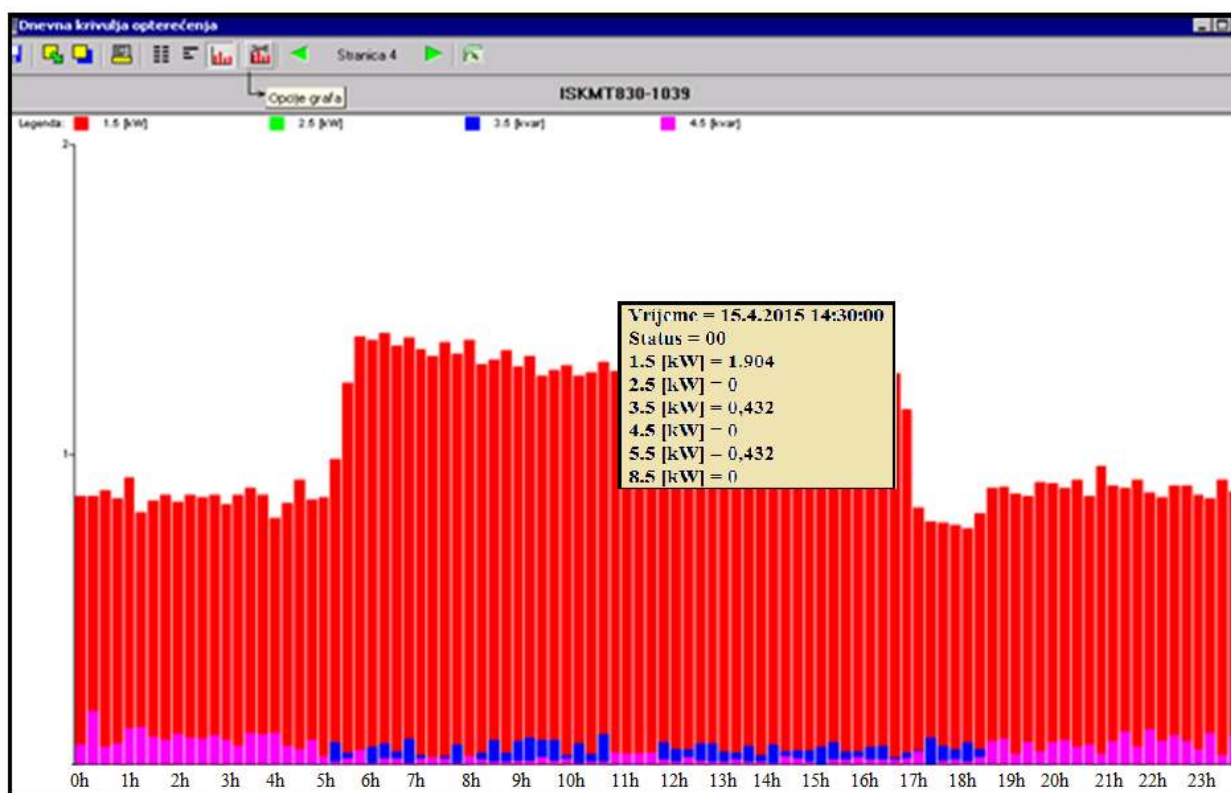 Dnevna krivulja opterećenja
Stranica 4
Opcije grafa
ISKMT830-1039
Legenda: 1.5 [kW] 2.5 [kW] 3.5 [kvar] 4.5 [kvar]
2
Vrijeme = 15.4.2015 14:30:00
Status = 00
1.5 [kW] = 1.904
2.5 [kW] = 0
3.5 [kW] = 0,432
4.5 [kW] = 0
5.5 [kW] = 0,432
8.5 [kW] = 0
1
0h 1h 2h 3h 4h 5h 6h 7h 8h 9h 10h 11h 12h 13h 14h 15h 16h 17h 18h 19h 20h 21h 22h 23h